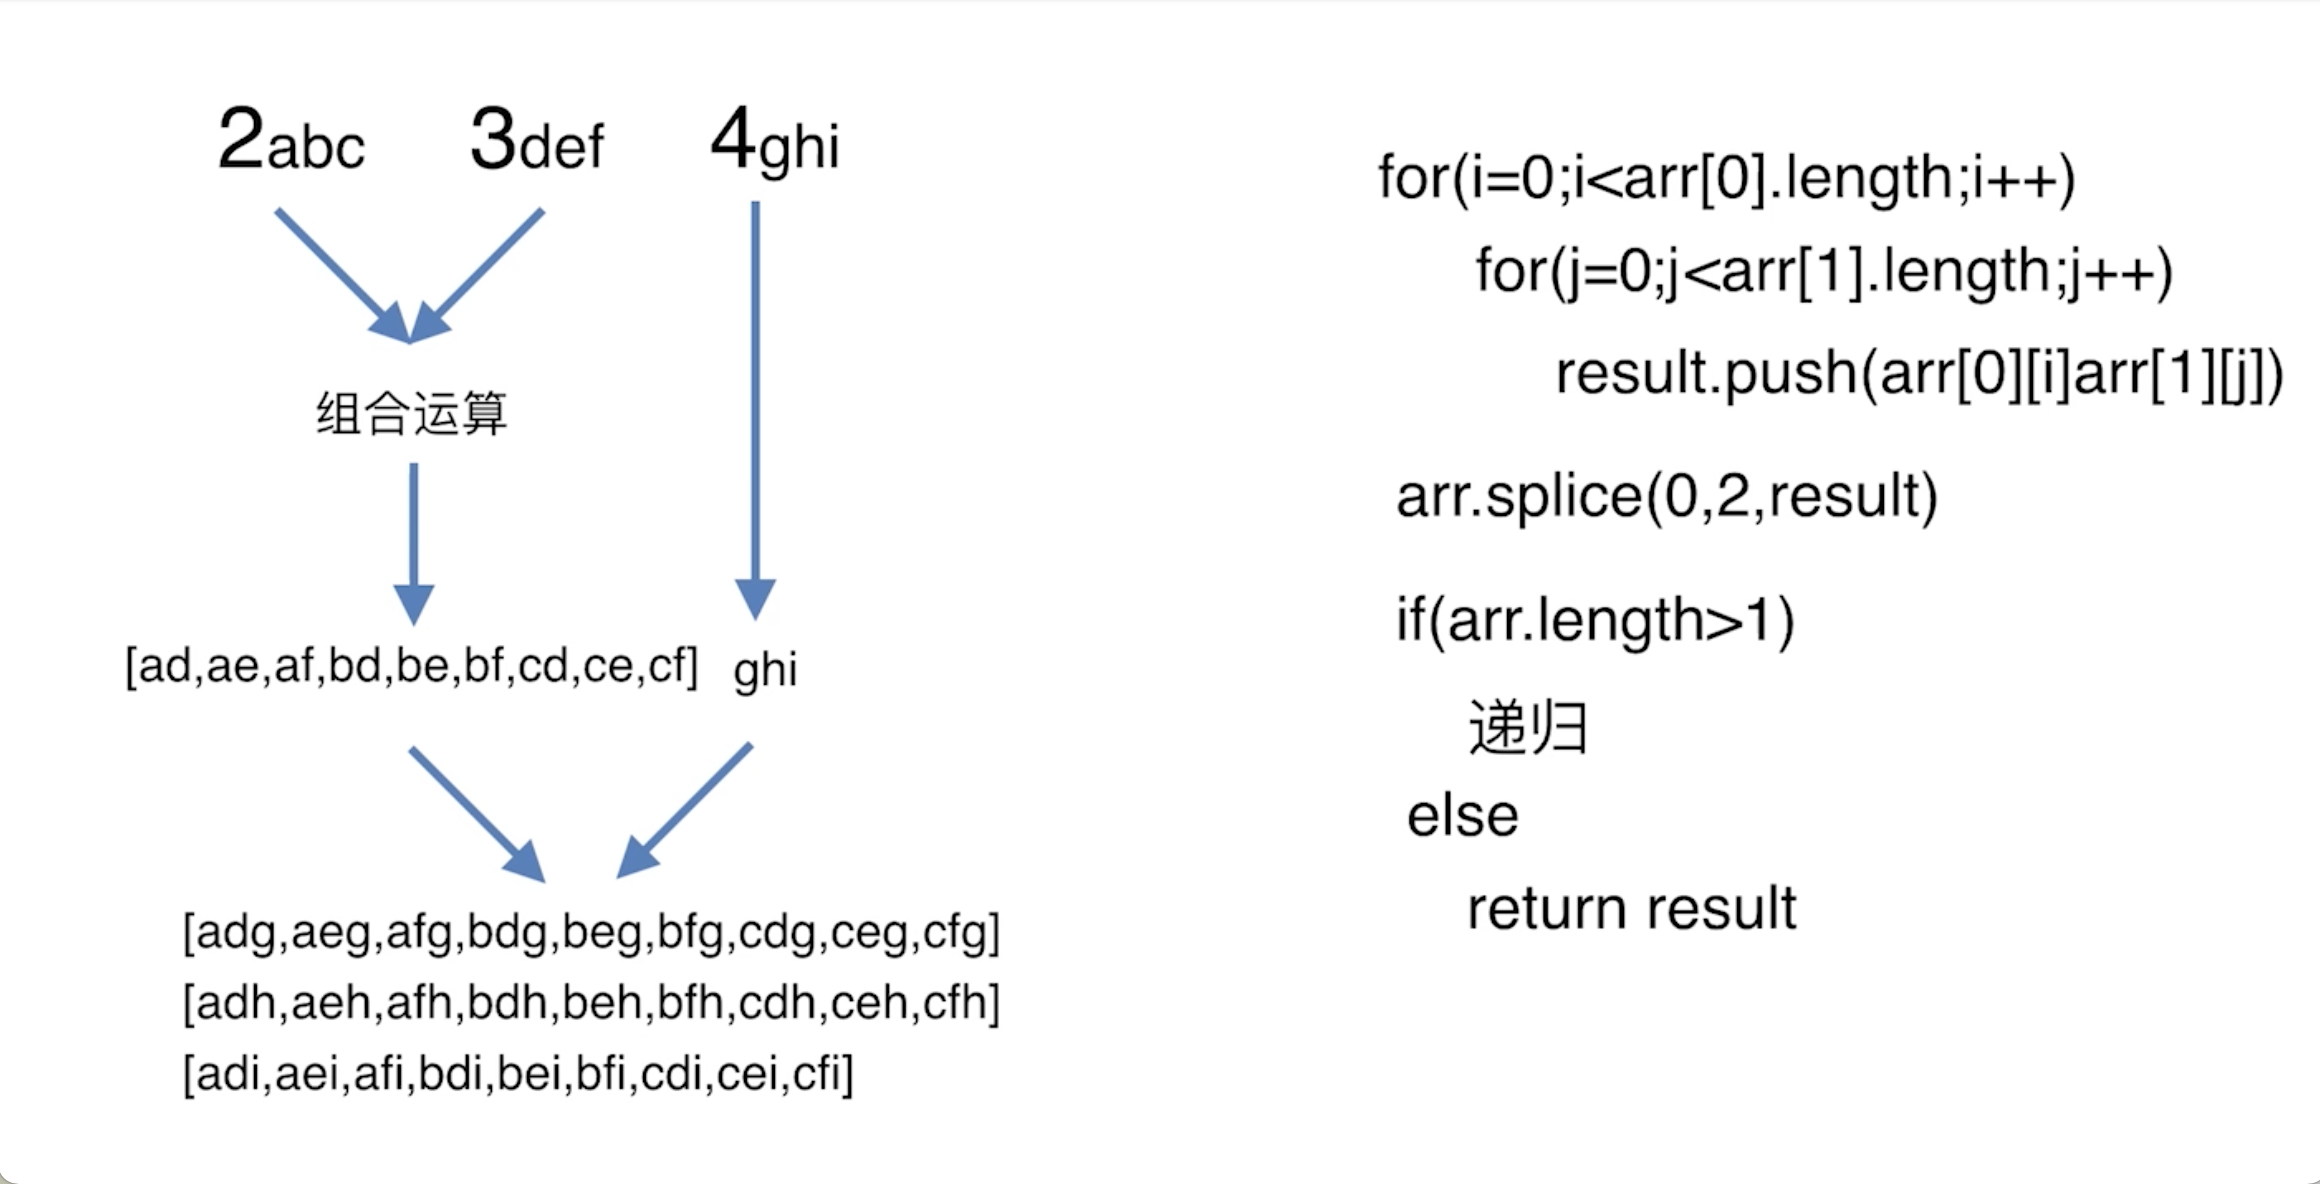 2abc 3def 4ghi
组合运算
[ad,ae,af,bd,be,bf,cd,ce,cf] ghi
[adg,aeg,afg,bdg,beg,bfg,cdg,ceg,cfg]
[adh,aeh,afh,bdh,beh,bfh,cdh,ceh,cfh]
[adi,aei,afi,bdi,bei,bfi,cdi,cei,cfi]
for(i=0;i<arr[0].length;i++)
for(j=0;j<arr[1].length;j++)
result.push(arr[0][i]arr[1][j])
arr.splice(0,2,result)
if(arr.length>1)
递归
else
return result